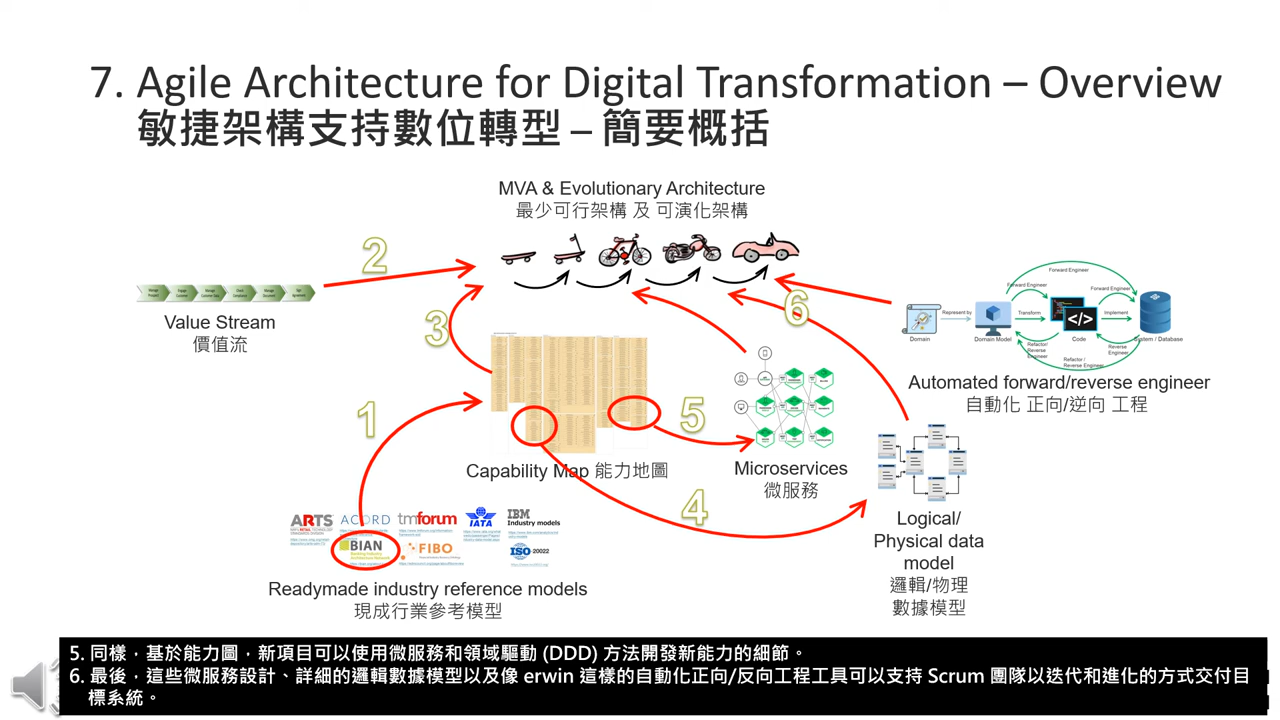 7. Agile Architecture for Digital Transformation – Overview
敏捷架構支持數位轉型 – 簡要概括
MVA & Evolutionary Architecture
最少可行架構 及 可演化架構
2
Value Stream
價值流
3
6
Forward Engineer
Forward Engineer
Forward Engineer
Represent by
Transform
Implement
Domain
Domain Model
Code
System / Database
Refactor/
Reverse
Engineer
Reverse
Engineer
Refactor /
Reverse Engineer
Automated forward/reverse engineer
自動化 正向/逆向 工程
1
5
Capability Map 能力地圖
Microservices
微服務
4
Logical/
Physical data
model
邏輯/物理
數據模型
ARTS
ACORD
tmforum
IATA
IBM
Industry models
BIAN
FIBO
ISO 20022
Readymade industry reference models
現成行業參考模型
5. 同樣，基於能力圖，新項目可以使用微服務和領域驅動 (DDD) 方法開發新能力的細節。
6. 最後，這些微服務設計、詳細的邏輯數據模型以及像 erwin 這樣的自動化正向/反向工程工具可以支持 Scrum 團隊以迭代和進化的方式交付目
標系統。